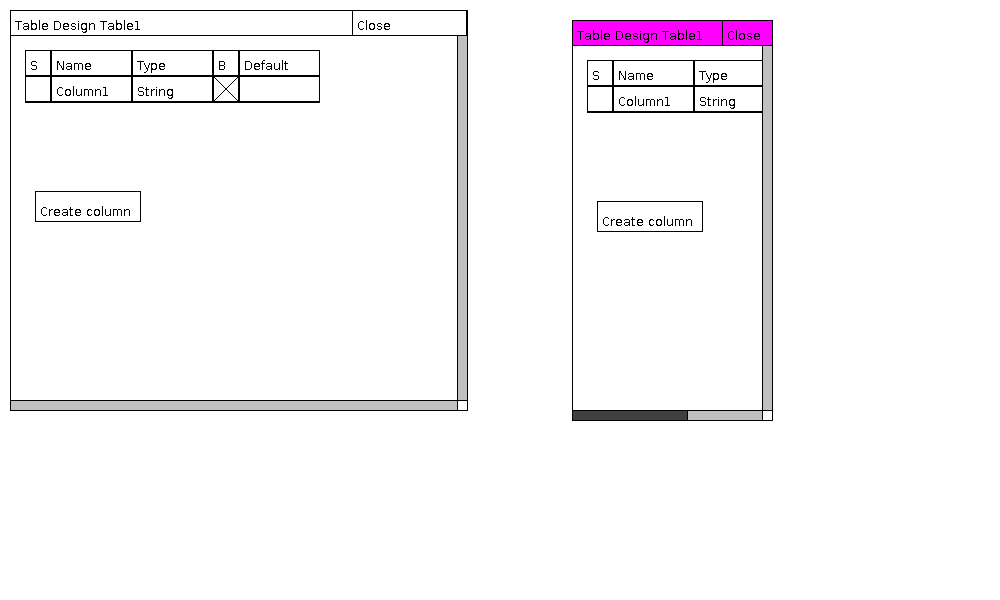 Table Design Table1 Close
S Name Type B Default
Column1 String
Create column
Table Design Table1 Close
S Name Type
Column1 String
Create column